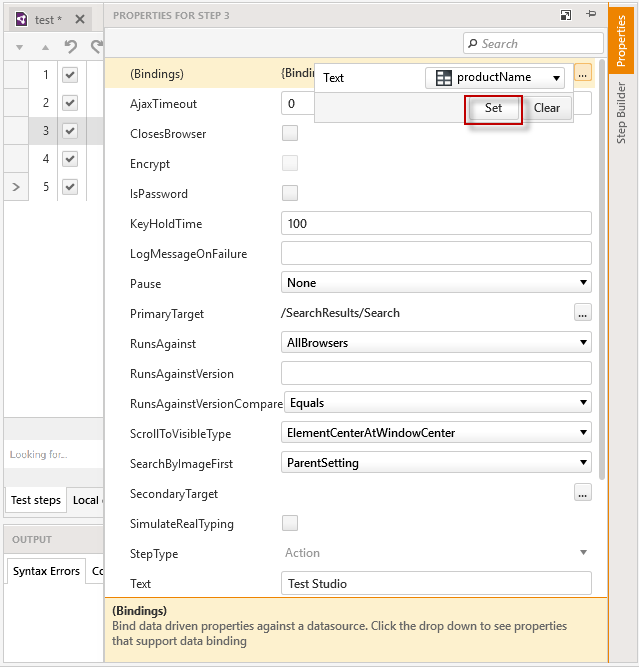 test *
PROPERTIES FOR STEP 3
Search
1
2
3
4
5
(Bindings)
Text
productName
...
Set
Clear
AjaxTimeout
0
ClosesBrowser
Encrypt
IsPassword
KeyHoldTime
100
LogMessageOnFailure
Pause
None
PrimaryTarget
/SearchResults/Search
...
RunsAgainst
AllBrowsers
RunsAgainstVersion
RunsAgainstVersionCompare
Equals
ScrollToVisibleType
ElementCenterAtWindowCenter
SearchByImageFirst
ParentSetting
SecondaryTarget
...
SimulateRealTyping
StepType
Action
Text
Test Studio
(Bindings)
Bind data driven properties against a datasource. Click the drop down to see properties
that support data binding
Looking for...
Test steps
Local
OUTPUT
Syntax Errors
Properties
Step Builder